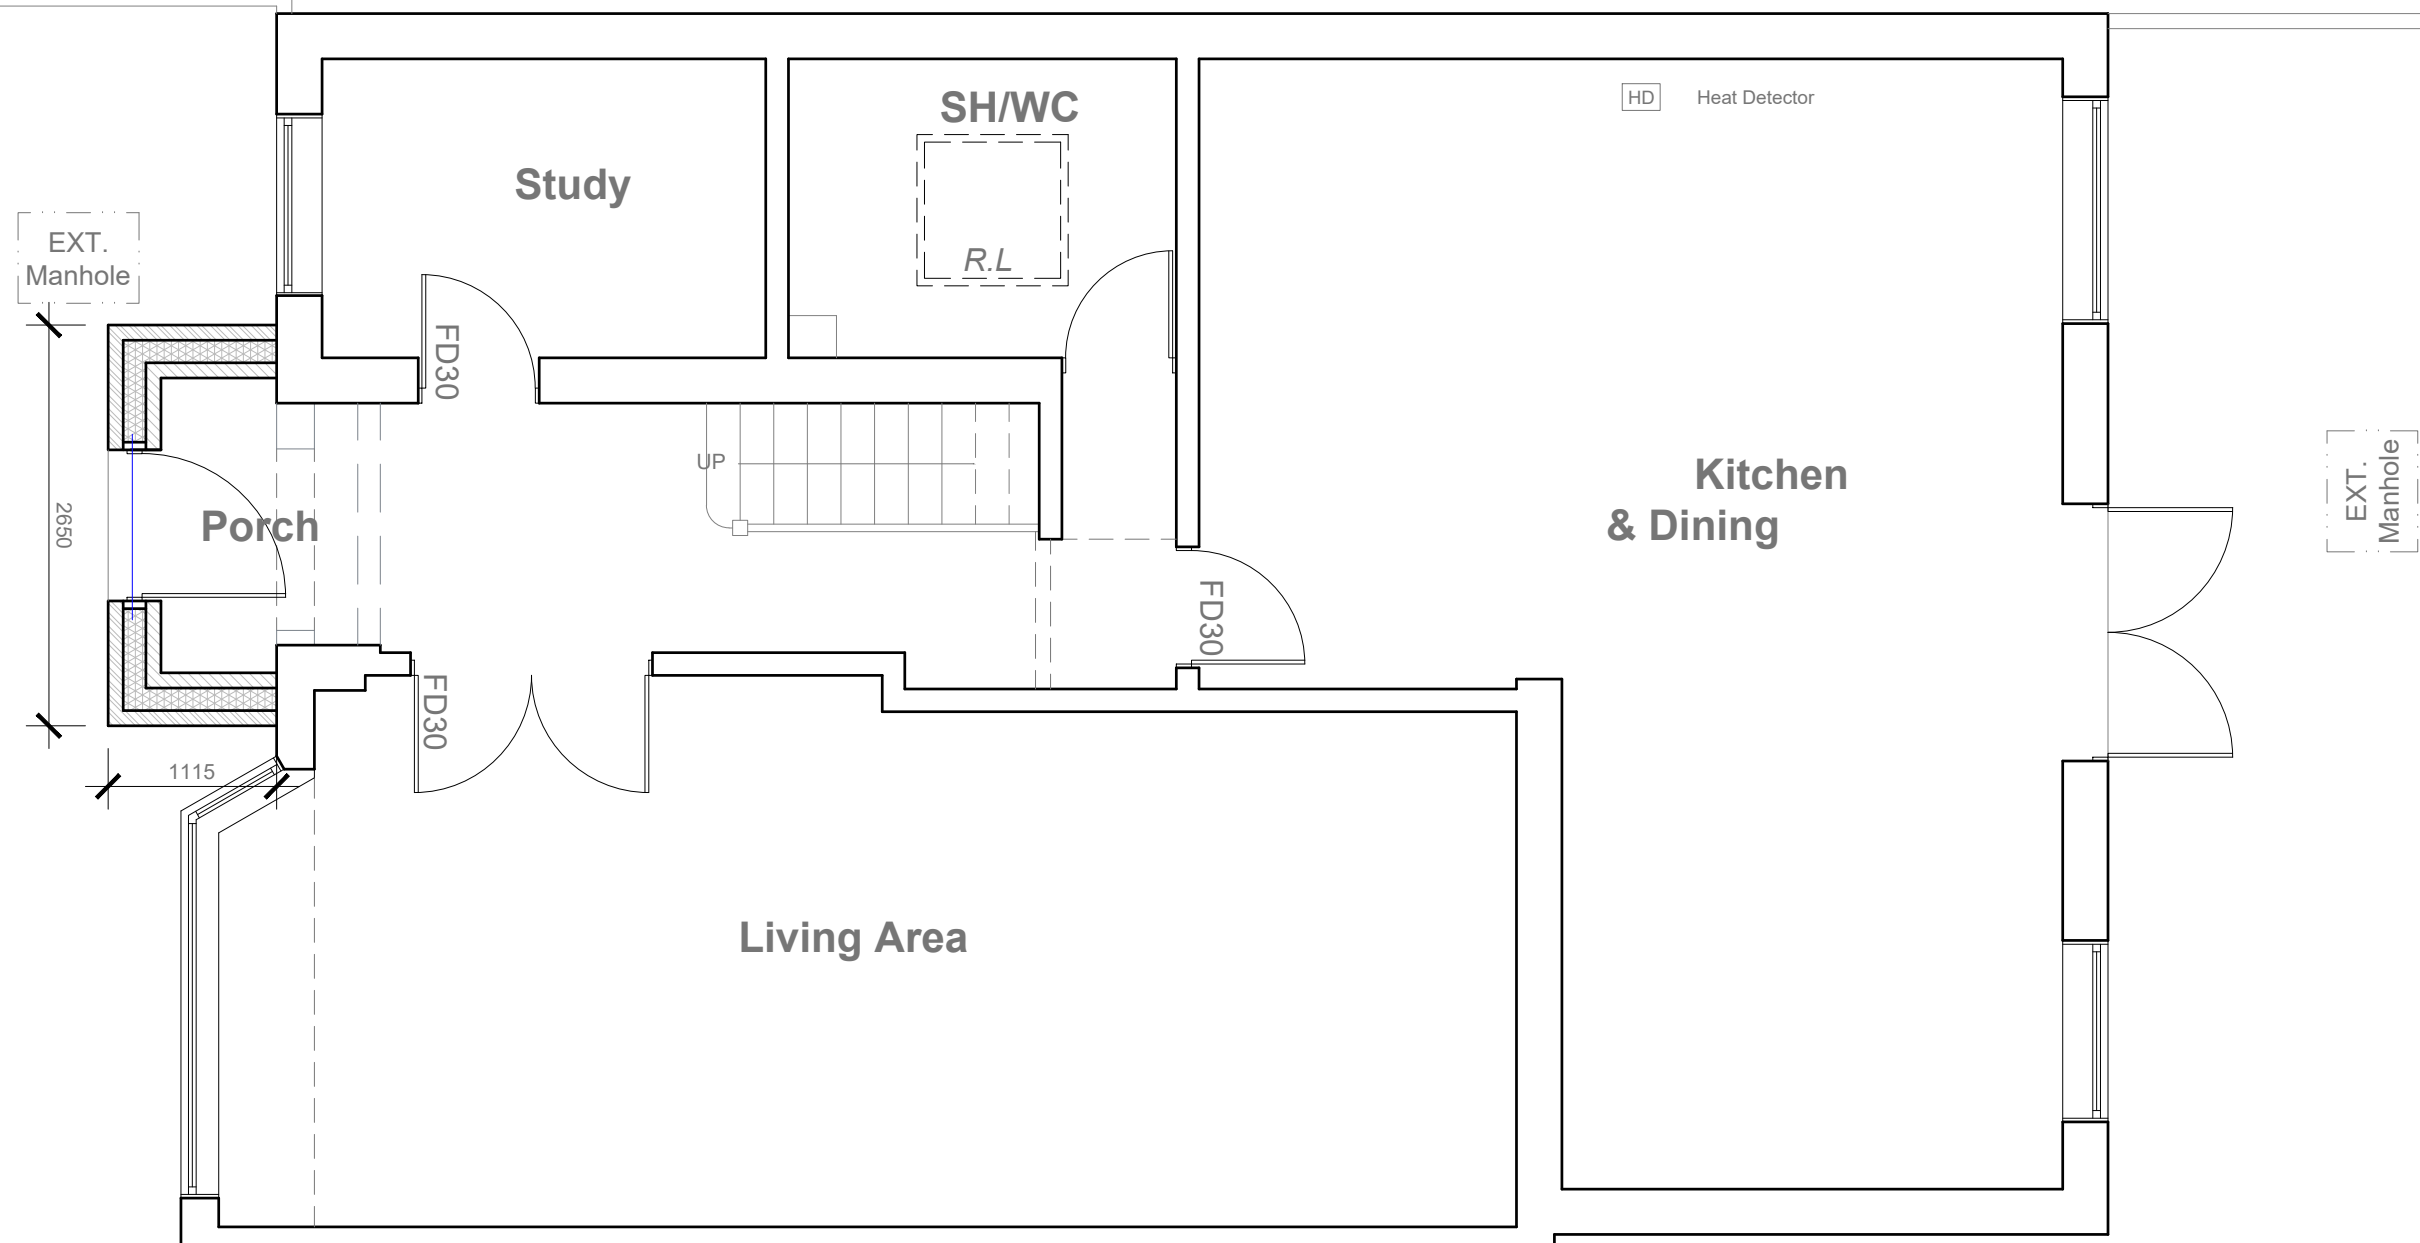 SH/WC
HD
Heat Detector
Study
EXT.
Manhole
R.L
FD30
UP
Kitchen
& Dining
EXT.
Manhole
2650
Porch
FD30
FD30
1115
Living Area